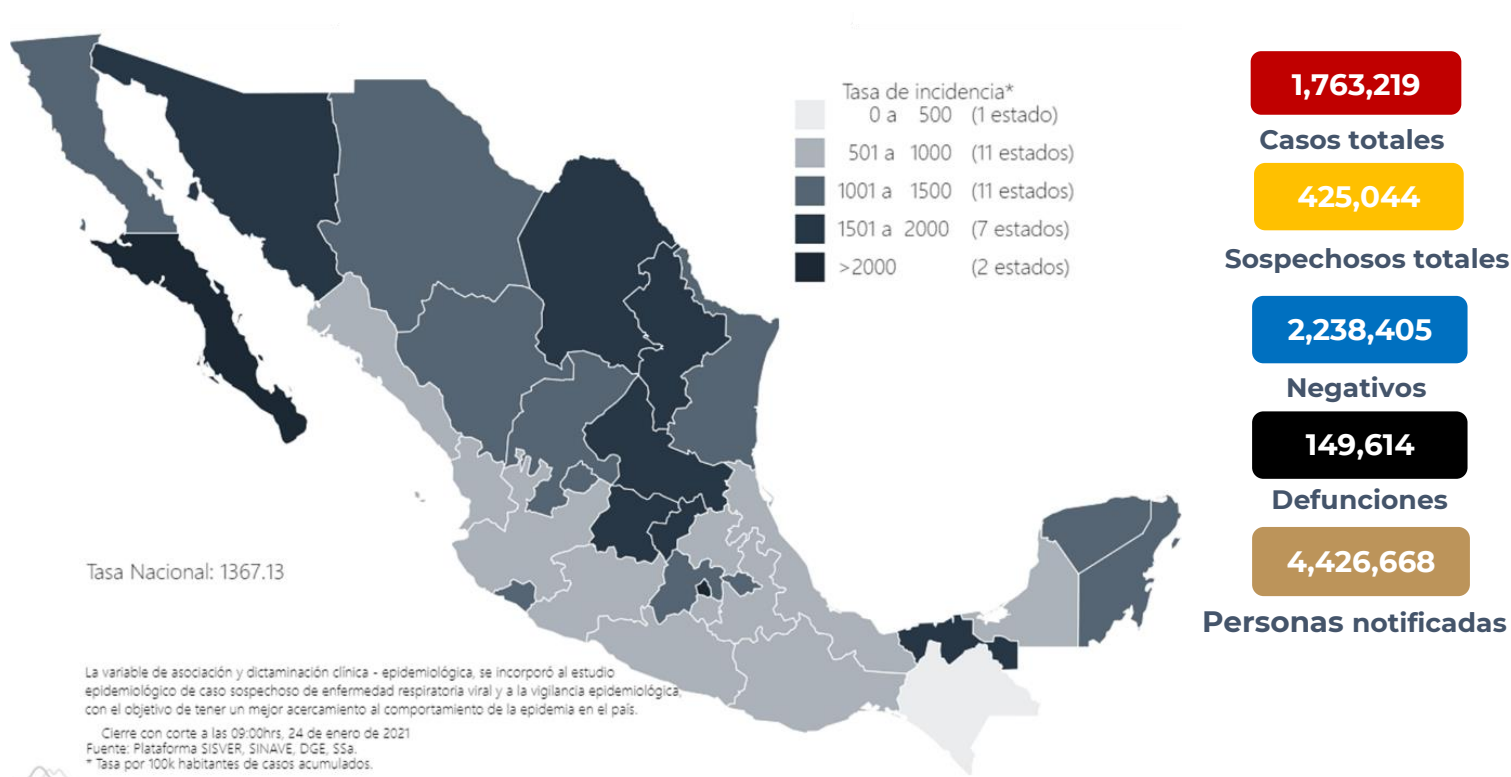 Tasa de incidencia*
0 a 500 (1 estado)
501 a 1000 (11 estados)
1001 a 1500 (11 estados)
1501 a 2000 (7 estados)
>2000 (2 estados)
1,763,219
Casos totales
425,044
Sospechosos totales
2,238,405
Negativos
149,614
Defunciones
4,426,668
Personas notificadas
Tasa Nacional: 1367.13
La variable de asociación y dictaminación clínica - epidemiológica, se incorporó al estudio
epidemiológico de caso sospechoso de enfermedad respiratoria viral y a la vigilancia epidemiológica,
con el objetivo de tener un mejor acercamiento al comportamiento de la epidemia en el país.
Cierre con corte a las 09:00hrs, 24 de enero de 2021
Fuente: Plataforma SISVER, SINAVE, DGE, SSa.
* Tasa por 100k habitantes de casos acumulados.